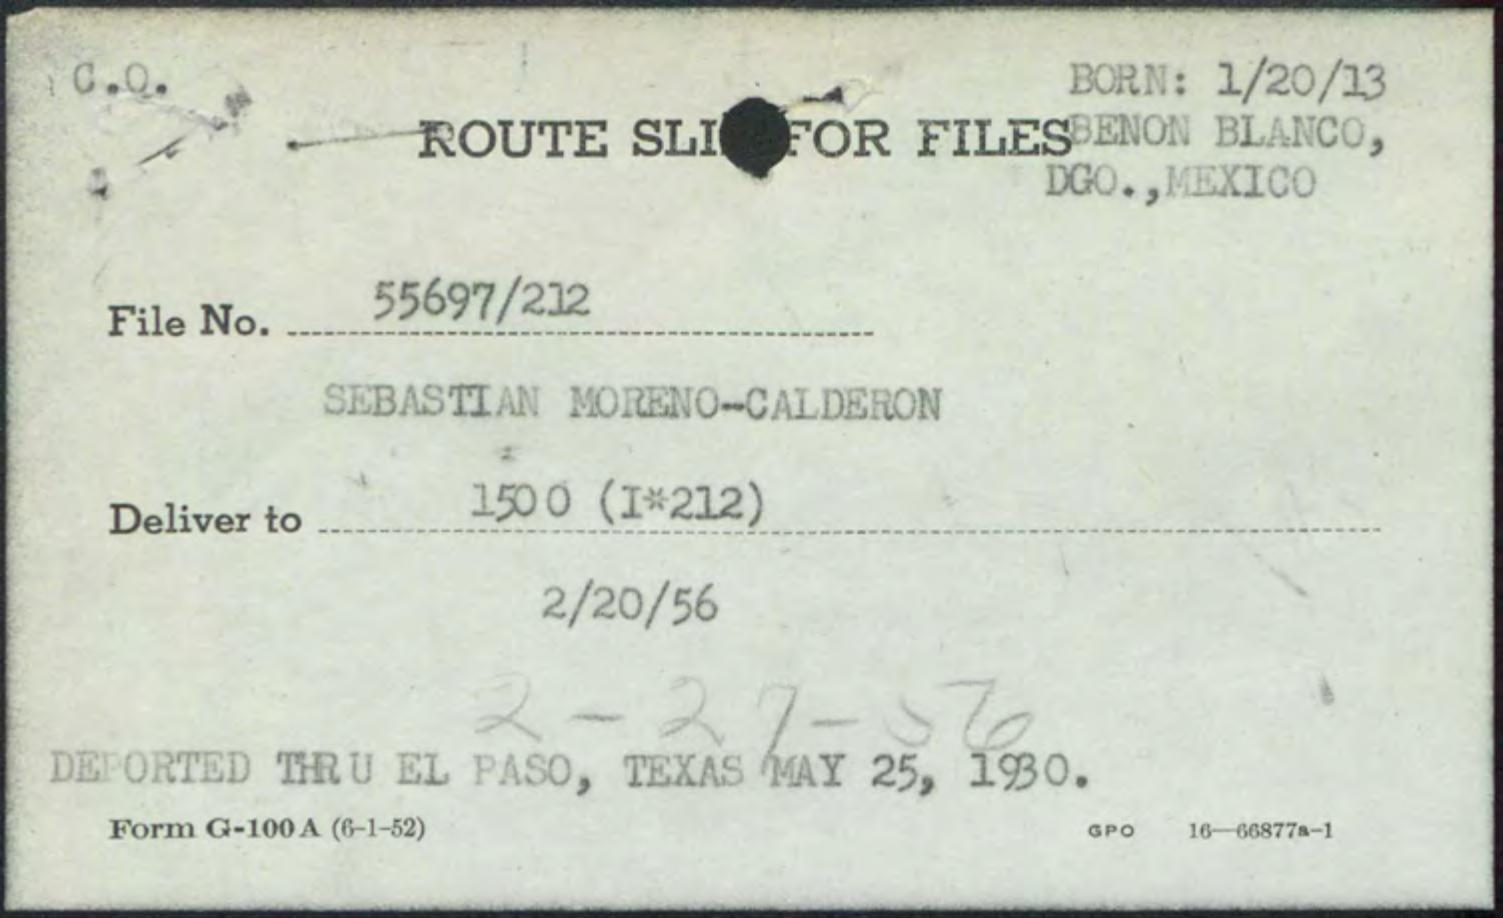 C.O.
BORN: 1/20/13
ROUTE SLI FOR FILES
BENON BLANCO,
DGO.,MEXICO
File No. 55697/212
SEBASTIAN MORENO-CALDERON
Deliver to 1500 (I*212)
2/20/56
2-27-56
DEPORTED THRU EL PASO, TEXAS MAY 25, 1930.
Form G-100A (6-1-52)
GPO 16—66877a-1